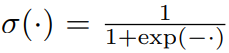 σ(·) = 1/(1+exp(−·))